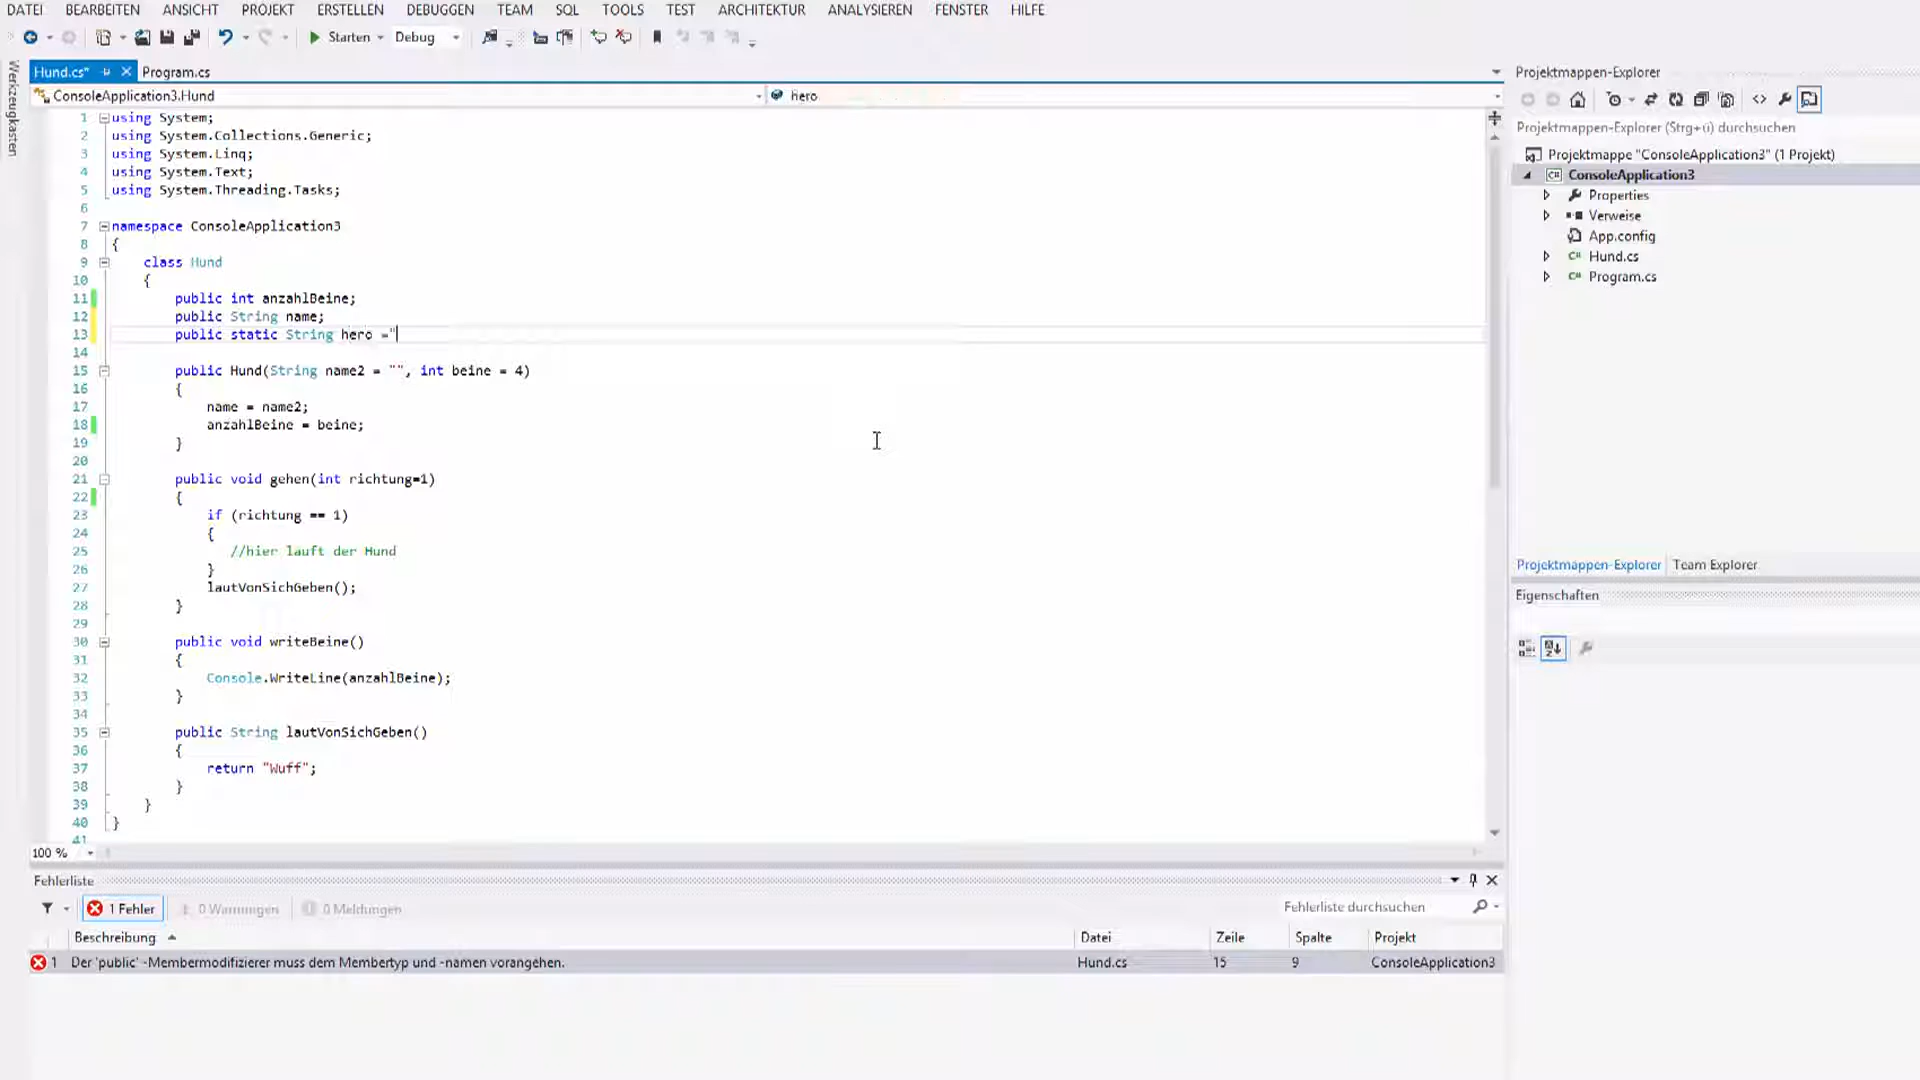 DATEI BEARBEITEN ANSICHT PROJEKT ERSTELLEN DEBUGGEN TEAM SQL TOOLS TEST ARCHITEKTUR ANALYSIEREN FENSTER HILFE
Starten Debug
Werkzeugkasten
Hund.cs* Program.cs
ConsoleApplication3.Hund hero
1 using System;
2 using System.Collections.Generic;
3 using System.Linq;
4 using System.Text;
5 using System.Threading.Tasks;
6
7 namespace ConsoleApplication3
8 {
9 class Hund
10 {
11 public int anzahlBeine;
12 public String name;
13 public static String hero ="
14
15 public Hund(String name2 = "", int beine = 4)
16 {
17 name = name2;
18 anzahlBeine = beine;
19 }
20
21 public void gehen(int richtung=1)
22 {
23 if (richtung == 1)
24 {
25 //hier lauft der Hund
26 }
27 lautVonSichGeben();
28 }
29
30 public void writeBeine()
31 {
32 Console.WriteLine(anzahlBeine);
33 }
34
35 public String lautVonSichGeben()
36 {
37 return "Wuff";
38 }
39 }
40 }
41
100 %
Fehlerliste
1 Fehler 0 Warnungen 0 Meldungen Fehlerliste durchsuchen
Beschreibung Datei Zeile Spalte Projekt
1 Der 'public' -Membermodifizierer muss dem Membertyp und -namen vorangehen. Hund.cs 15 9 ConsoleApplication3
Projektmappen-Explorer
Projektmappen-Explorer (Strg+ü) durchsuchen
Projektmappe "ConsoleApplication3" (1 Projekt)
ConsoleApplication3
Properties
Verweise
App.config
Hund.cs
Program.cs
Projektmappen-Explorer Team Explorer
Eigenschaften